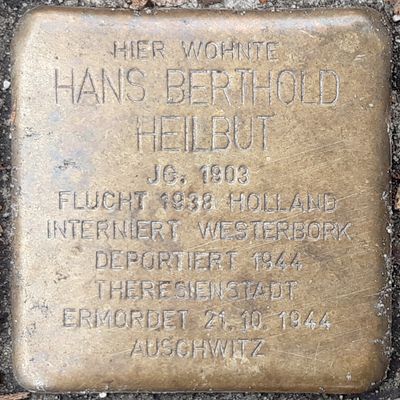 HIER WOHNTE
HANS BERTHOLD
HEILBUT
JG. 1903
FLUCHT 1938 HOLLAND
INTERNIERT WESTERBORK
DEPORTIERT 1944
THERESIENSTADT
ERMORDET 21.10.1944
AUSCHWITZ